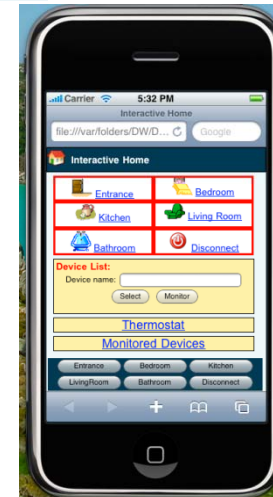 Carrier 5:32 PM
Interactive Home
file:///var/folders/DW/D... Google
Interactive Home
Entrance Bedroom
Kitchen Living Room
Bathroom Disconnect
Device List:
Device name:
Select Monitor
Thermostat
Monitored Devices
Entrance Bedroom Kitchen
LivingRoom Bathroom Disconnect